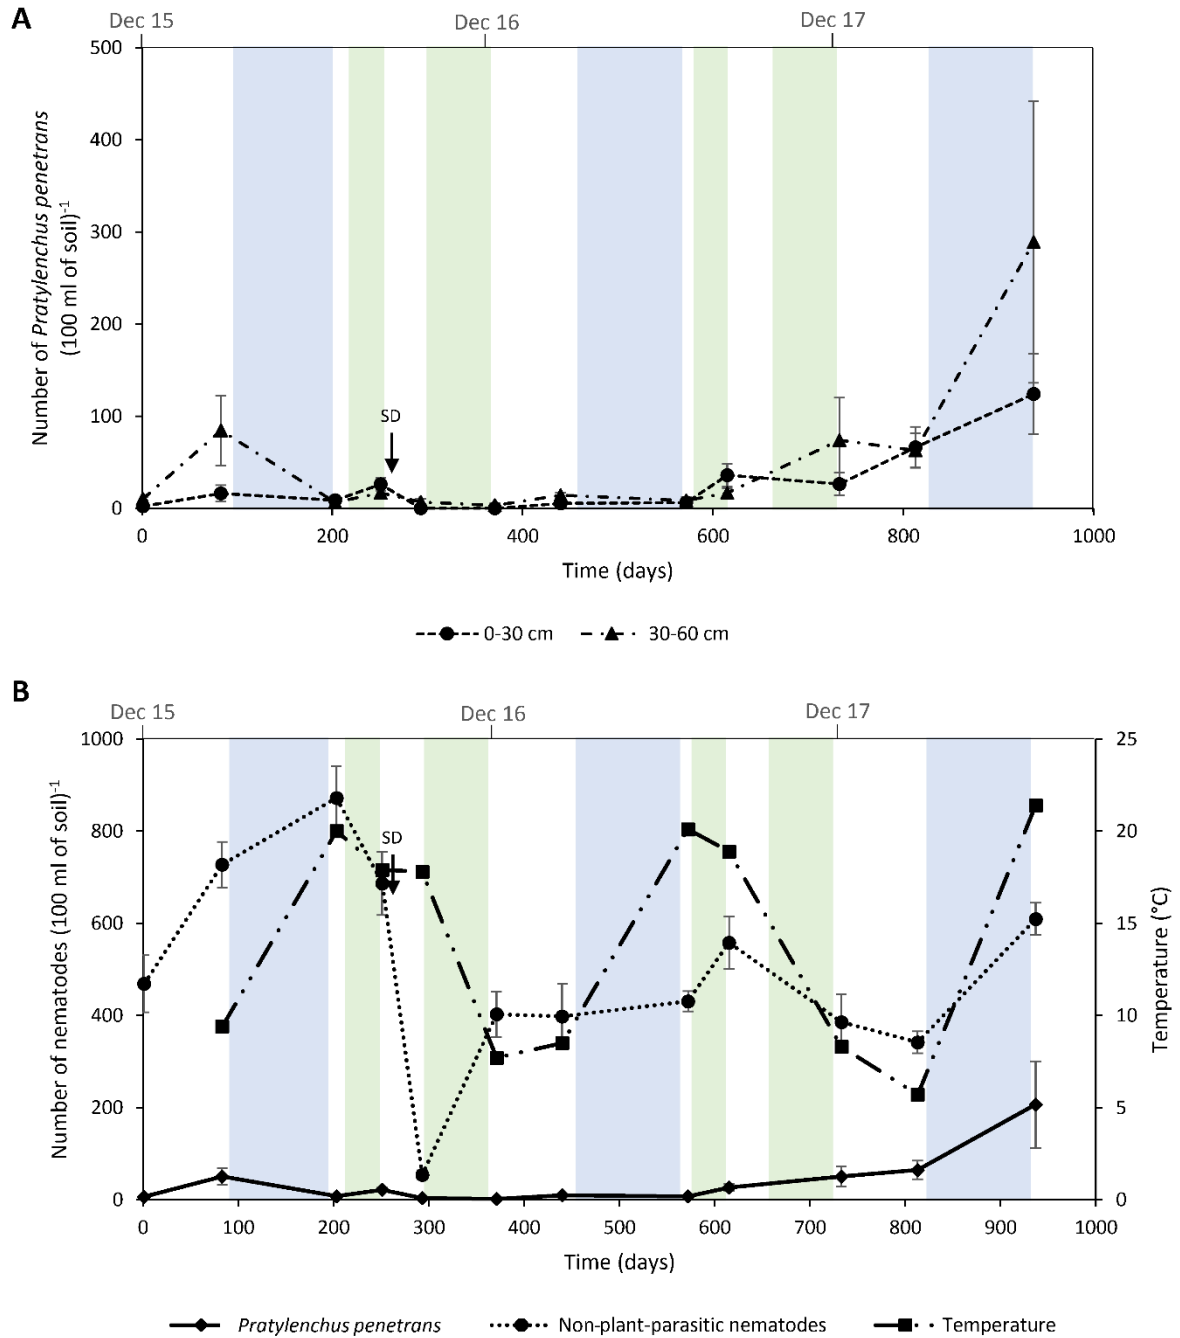 A
Dec 15 Dec 16 Dec 17
500
400
300
200
100
0
Number of Pratylenchus penetrans
(100 ml of soil)-1
SD
0 200 400 600 800 1000
Time (days)
0-30 cm 30-60 cm
B
Dec 15 Dec 16 Dec 17
1000
800
600
400
200
0
Number of nematodes (100 ml of soil)-1
SD
25
20
15
10
5
0
Temperature (°C)
0 100 200 300 400 500 600 700 800 900 1000
Time (days)
Pratylenchus penetrans Non-plant-parasitic nematodes Temperature